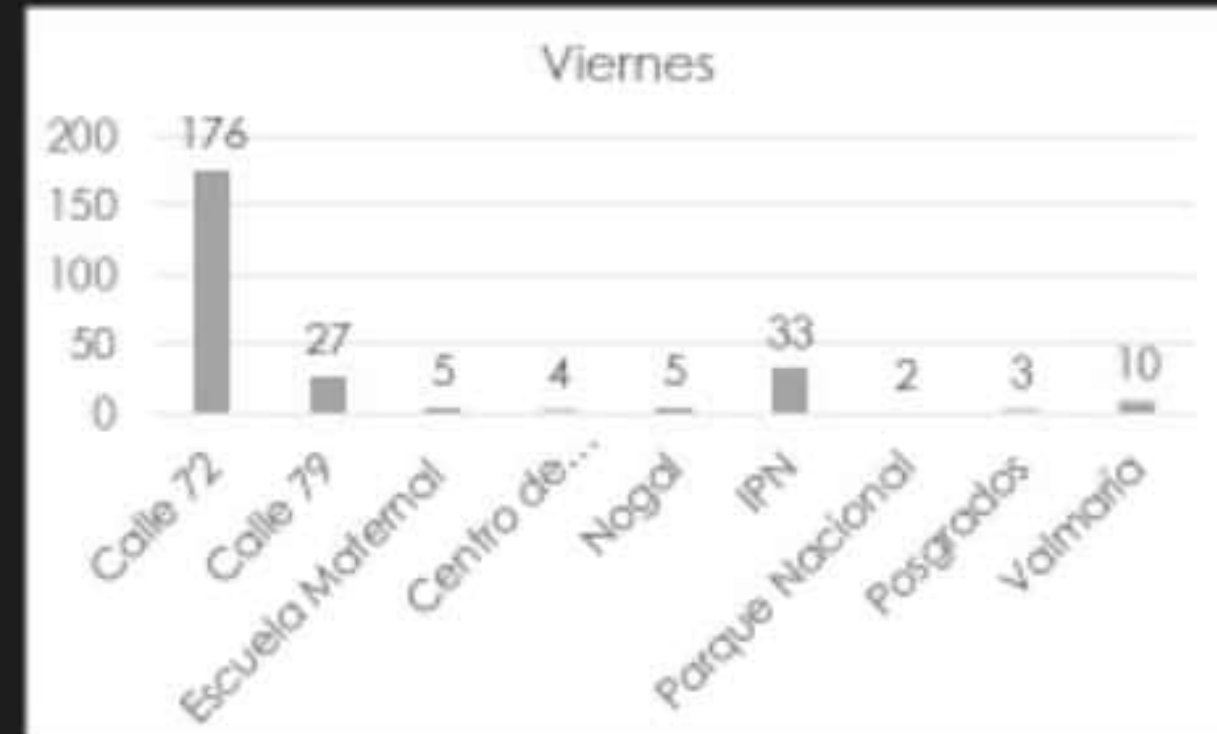 Viernes
200
150
100
50
0
176
27
5
4
5
33
2
3
10
Calle 72
Calle 79
Escuela Maternal
Centro de...
Nogal
IPN
Parque Nacional
Posgrados
Valmaria